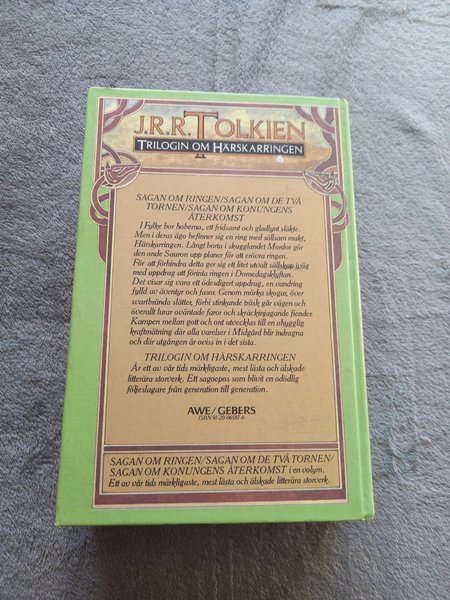 J.R.R. TOLKIEN
TRILOGIN OM HÄRSKARRINGEN
SAGAN OM RINGEN/SAGAN OM DE TVÅ
TORNEN/SAGAN OM KONUNGENS
ÅTERKOMST
I Fylke bor hoberna, ett fridsamt och gladlynt släkte.
Men i deras ägo befinner sig en ring med sällsam makt,
Härskarringen. Långt borta i skugglandet Mordor gör
den onde Sauron upp planer för att erövra ringen.
För att förhindra detta ger sig ett litet utvalt sällskap iväg
med uppdrag att förinta ringen i Domedagsklyftan.
Det visar sig vara ett ödesdigert uppdrag, en vandring
fylld av äventyr och fasor. Genom mörka skogar, över
svartbrända slätter, förbi stinkande träsk går vägen och
överallt lurar oväntade faror och skräckinjagande fiender.
Kampen mellan gott och ont utvecklas till en ohygglig
kraftmätning där alla varelser i Midgård blir indragna
och där utgången är oviss in i det sista.
TRILOGIN OM HÄRSKARRINGEN
Är ett av vår tids märkligaste, mest lästa och älskade
litterära storverk. Ett sagoepos som blivit en odödlig
följeslagare från generation till generation.
AWE/GEBERS
ISBN 91-20-06587-6
SAGAN OM RINGEN/SAGAN OM DE TVÅ TORNEN/
SAGAN OM KONUNGENS ÅTERKOMST i en volym.
Ett av vår tids märkligaste, mest lästa och älskade litterära storverk.